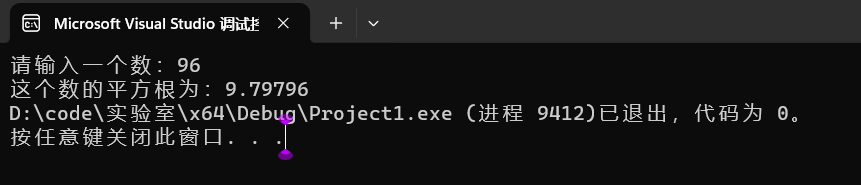 Microsoft Visual Studio 调试
请输入一个数：96
这个数的平方根为：9.79796
D:\code\实验室\x64\Debug\Project1.exe (进程 9412)已退出，代码为 0。
按任意键关闭此窗口. . .